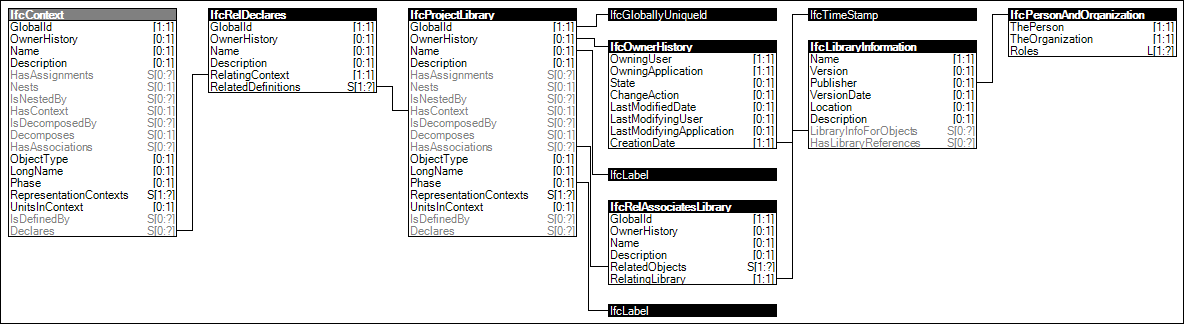 IfcContext
GlobalId [1:1]
OwnerHistory [0:1]
Name [0:1]
Description [0:1]
HasAssignments S[0:?]
Nests S[0:1]
IsNestedBy S[0:?]
HasContext S[0:1]
IsDecomposedBy S[0:?]
Decomposes S[0:1]
HasAssociations S[0:?]
ObjectType [0:1]
LongName [0:1]
Phase [0:1]
RepresentationContexts S[1:?]
UnitsInContext [0:1]
IsDefinedBy S[0:?]
Declares S[0:?]
IfcRelDeclares
GlobalId [1:1]
OwnerHistory [0:1]
Name [0:1]
Description [0:1]
RelatingContext [1:1]
RelatedDefinitions S[1:?]
IfcProjectLibrary
GlobalId [1:1]
OwnerHistory [0:1]
Name [0:1]
Description [0:1]
HasAssignments S[0:?]
Nests S[0:1]
IsNestedBy S[0:?]
HasContext S[0:1]
IsDecomposedBy S[0:?]
Decomposes S[0:1]
HasAssociations S[0:?]
ObjectType [0:1]
LongName [0:1]
Phase [0:1]
RepresentationContexts S[1:?]
UnitsInContext [0:1]
IsDefinedBy S[0:?]
Declares S[0:?]
IfcGloballyUniqueId
IfcOwnerHistory
OwningUser [1:1]
OwningApplication [1:1]
State [0:1]
ChangeAction [0:1]
LastModifiedDate [0:1]
LastModifyingUser [0:1]
LastModifyingApplication [0:1]
CreationDate [1:1]
IfcLabel
IfcRelAssociatesLibrary
GlobalId [1:1]
OwnerHistory [0:1]
Name [0:1]
Description [0:1]
RelatedObjects S[1:?]
RelatingLibrary [1:1]
IfcLabel
IfcTimeStamp
IfcLibraryInformation
Name [1:1]
Version [0:1]
Publisher [0:1]
VersionDate [0:1]
Location [0:1]
Description [0:1]
LibraryInfoForObjects S[0:?]
HasLibraryReferences S[0:?]
IfcPersonAndOrganization
ThePerson [1:1]
TheOrganization [1:1]
Roles L[1:?]